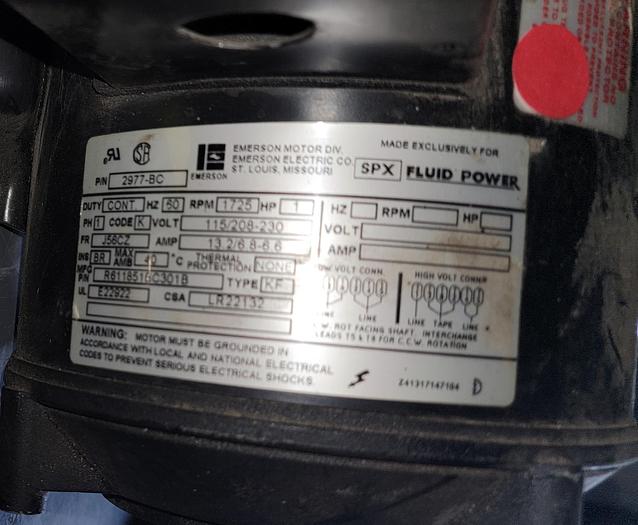 EMERSON MOTOR DIV.
EMERSON ELECTRIC CO.
ST. LOUIS, MISSOURI
EMERSON
MADE EXCLUSIVELY FOR
SPX FLUID POWER
P/N 2977-BC
DUTY CONT. HZ 60 RPM 1725 HP 1
PH 1 CODE K VOLT 115/208-230
FR J56CZ AMP 13.2/6.8-6.6
INS BR MAX AMB 40 °C THERMAL PROTECTION NONE
MFG P/N TYPE KF
UL E22922 CSA LR22132
HZ RPM HP
VOLT
AMP
VOLT CONN. HIGH VOLT CONN
LINE LINE LINE TAPE LINE
ROT FACING SHAFT. INTERCHANGE
LEADS T5 & T8 FOR C.C.W. ROTATION
WARNING: MOTOR MUST BE GROUNDED IN
ACCORDANCE WITH LOCAL AND NATIONAL ELECTRICAL
CODES TO PREVENT SERIOUS ELECTRICAL SHOCKS.
Z41317147104